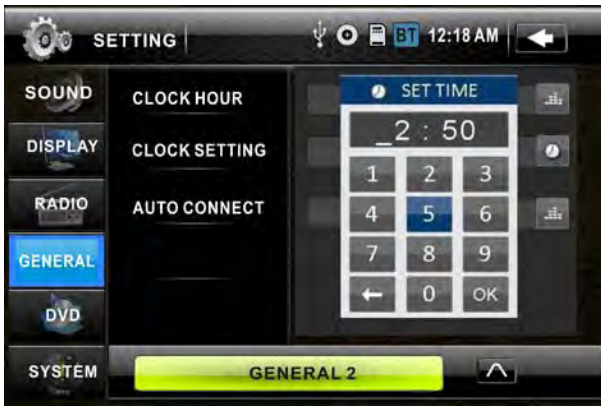 SETTING
BT 12:18 AM
SOUND
DISPLAY
RADIO
GENERAL
DVD
SYSTEM
CLOCK HOUR
CLOCK SETTING
AUTO CONNECT
SET TIME
_2 : 50
1 2 3
4 5 6
7 8 9
← 0 OK
GENERAL 2